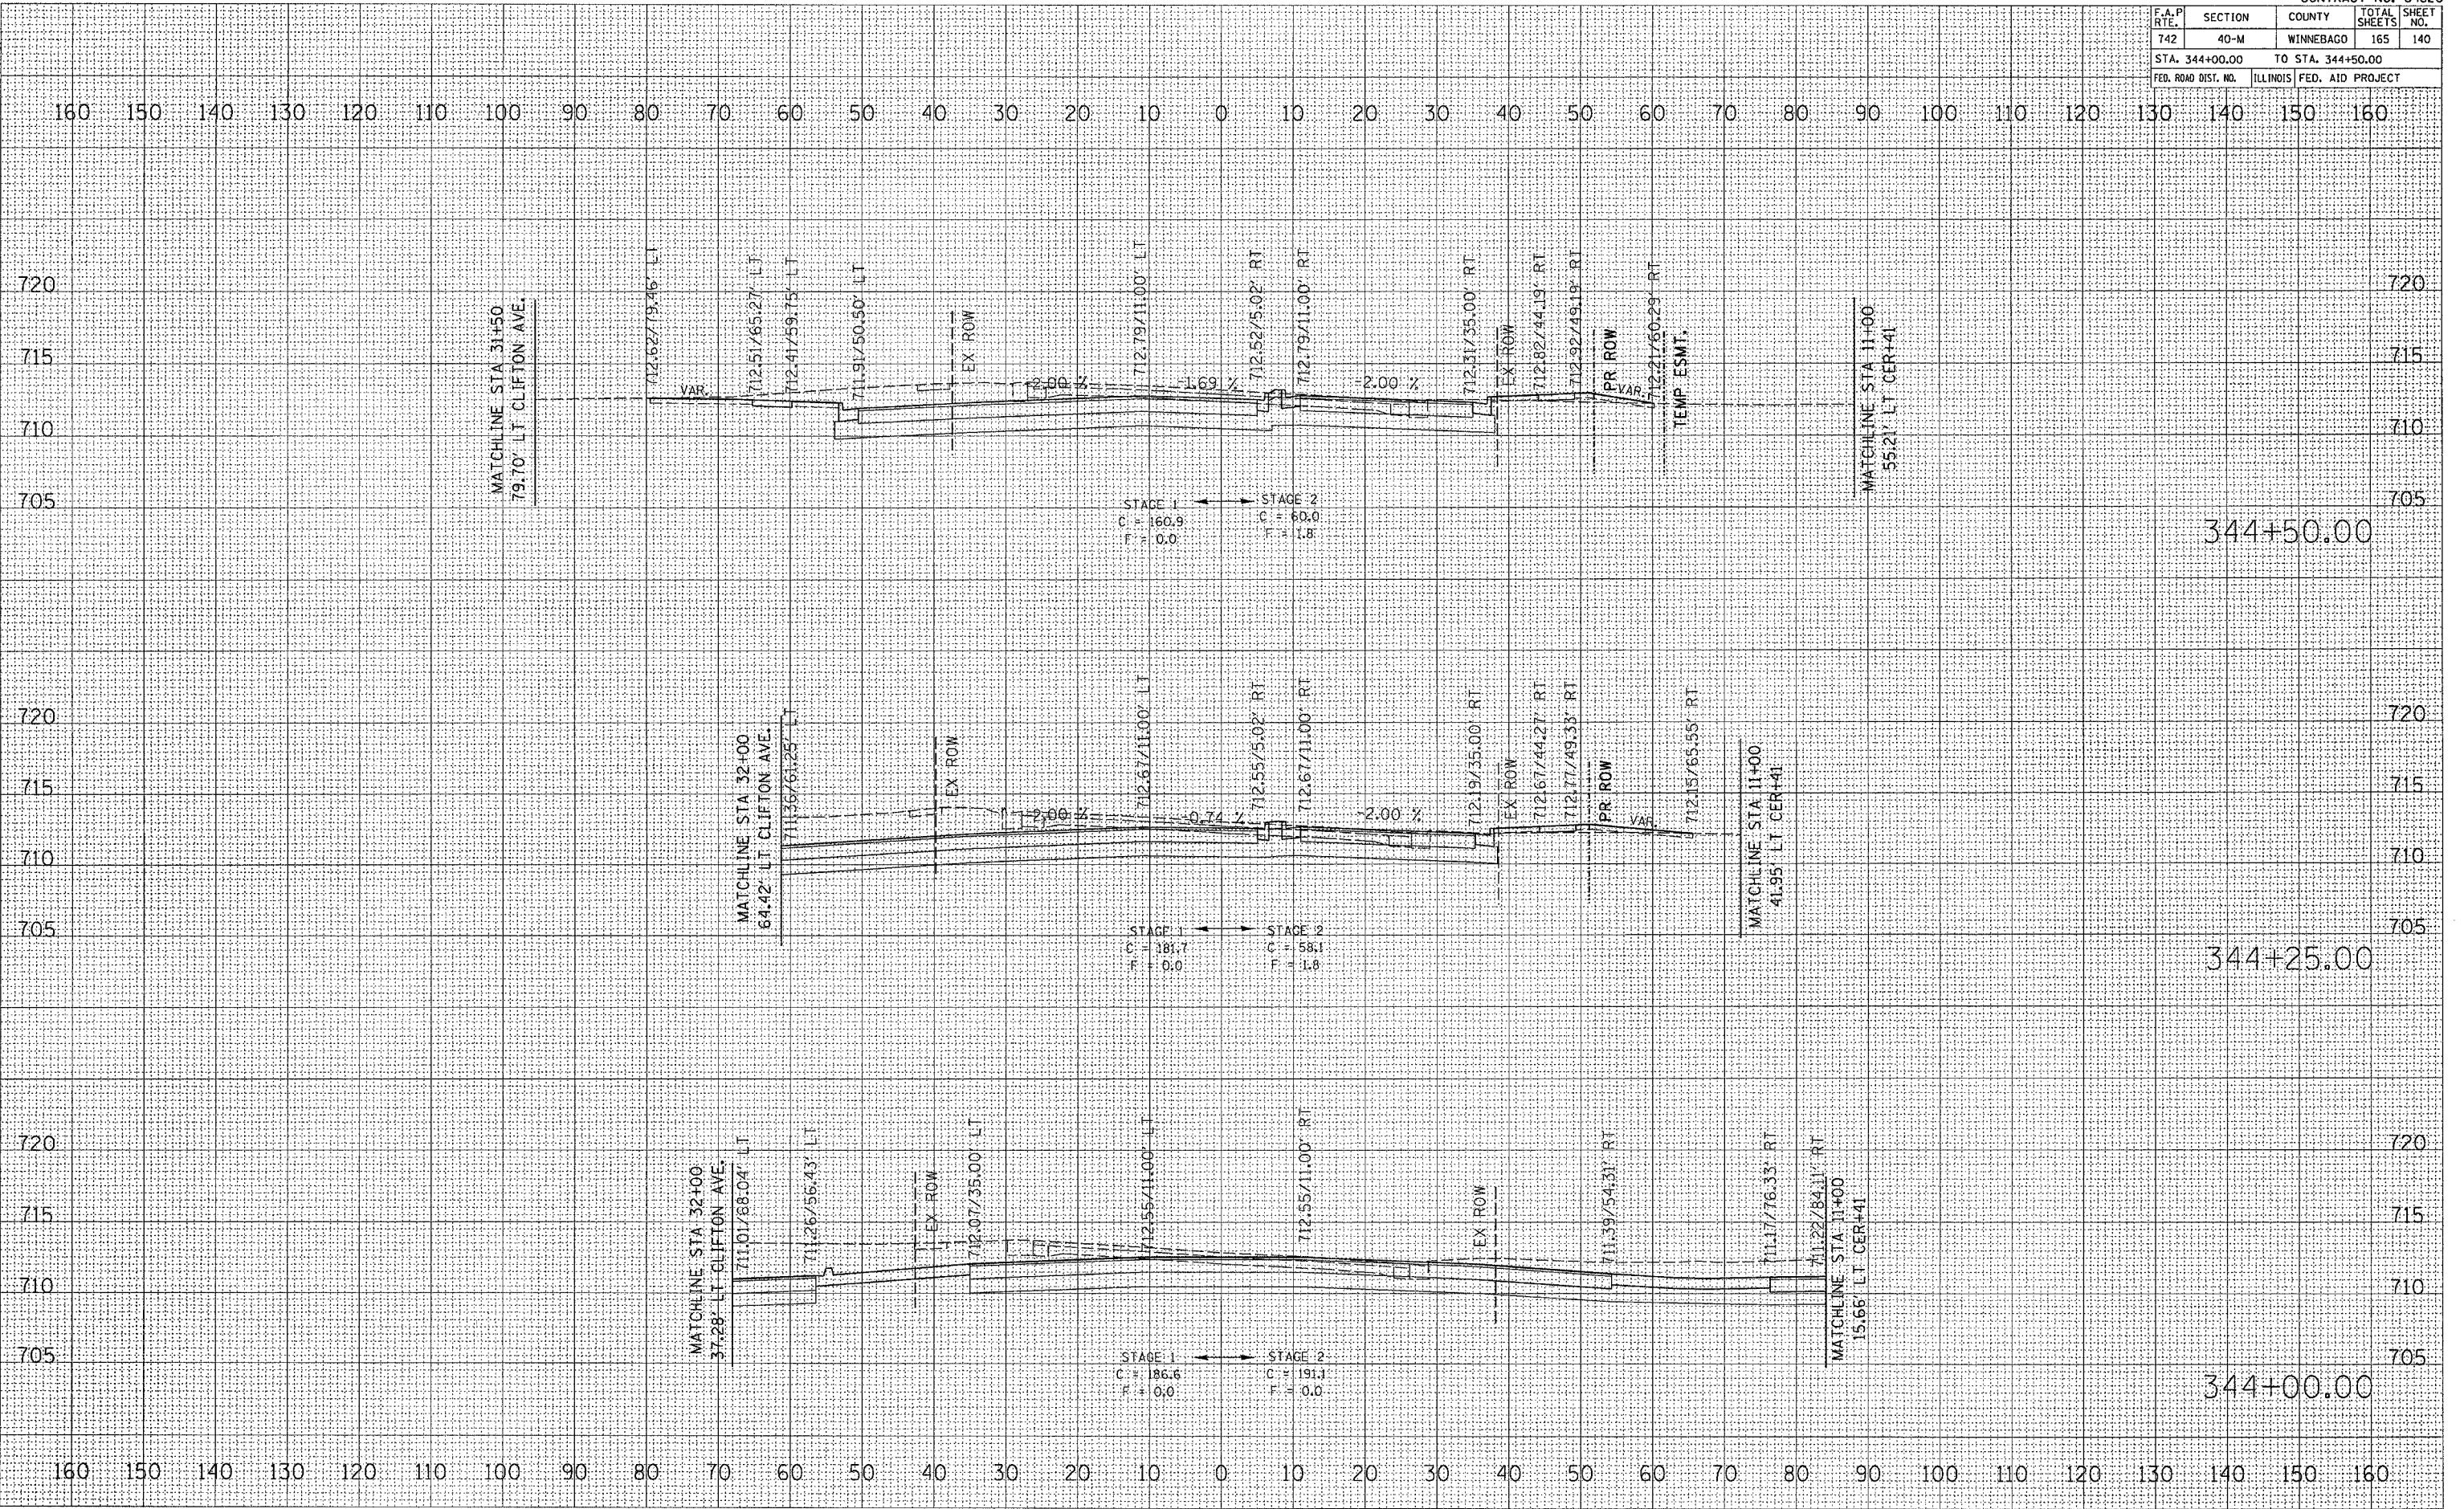 F.A.P RTE. SECTION COUNTY TOTAL SHEETS SHEET NO.
742 40-M WINNEBAGO 165 140
STA. 344+00.00 TO STA. 344+50.00
FED. ROAD DIST. NO. ILLINOIS FED. AID PROJECT
160 150 140 130 120 110 100 90 80 70 60 50 40 30 20 10 0 10 20 30 40 50 60 70 80 90 100 110 120 130 140 150 160
720 720
715 715
710 710
705 705
MATCHLINE STA 31+50
79.70' LT CLIFTON AVE.
712.62/79.46' LT
VAR.
712.51/65.27' LT
712.41/59.75' LT
711.91/50.50' LT
EX ROW
-2.00 %
712.79/11.00' LT
-1.69 %
712.52/5.02' RT
712.79/11.00' RT
-2.00 %
712.31/35.00' RT
EX ROW
712.82/44.19' RT
712.92/49.19' RT
PR ROW
VAR.
712.21/60.29' RT
TEMP ESMT.
MATCHLINE STA 11+00
55.21' LT CER+41
STAGE 1 STAGE 2
C = 160.9 C = 60.0
F = 0.0 F = 1.8
344+50.00
720 720
715 715
710 710
705 705
MATCHLINE STA 32+00
64.42' LT CLIFTON AVE.
711.36/61.25' LT
EX ROW
-2.00 %
712.67/11.00' LT
-0.74 %
712.55/5.02' RT
712.67/11.00' RT
-2.00 %
712.19/35.00' RT
EX ROW
712.67/44.27' RT
712.77/49.33' RT
PR ROW
VAR.
712.15/65.55' RT
MATCHLINE STA 11+00
41.95' LT CER+41
STAGE 1 STAGE 2
C = 181.7 C = 58.1
F = 0.0 F = 1.8
344+25.00
720 720
715 715
710 710
705 705
MATCHLINE STA 32+00
37.28' LT CLIFTON AVE.
711.01/68.04' LT
711.26/56.43' LT
EX ROW
712.07/35.00' LT
712.55/11.00' LT
712.55/11.00' RT
EX ROW
711.39/54.31' RT
711.17/76.33' RT
711.22/84.11' RT
MATCHLINE STA 11+00
15.66' LT CER+41
STAGE 1 STAGE 2
C = 186.6 C = 191.1
F = 0.0 F = 0.0
344+00.00
160 150 140 130 120 110 100 90 80 70 60 50 40 30 20 10 0 10 20 30 40 50 60 70 80 90 100 110 120 130 140 150 160